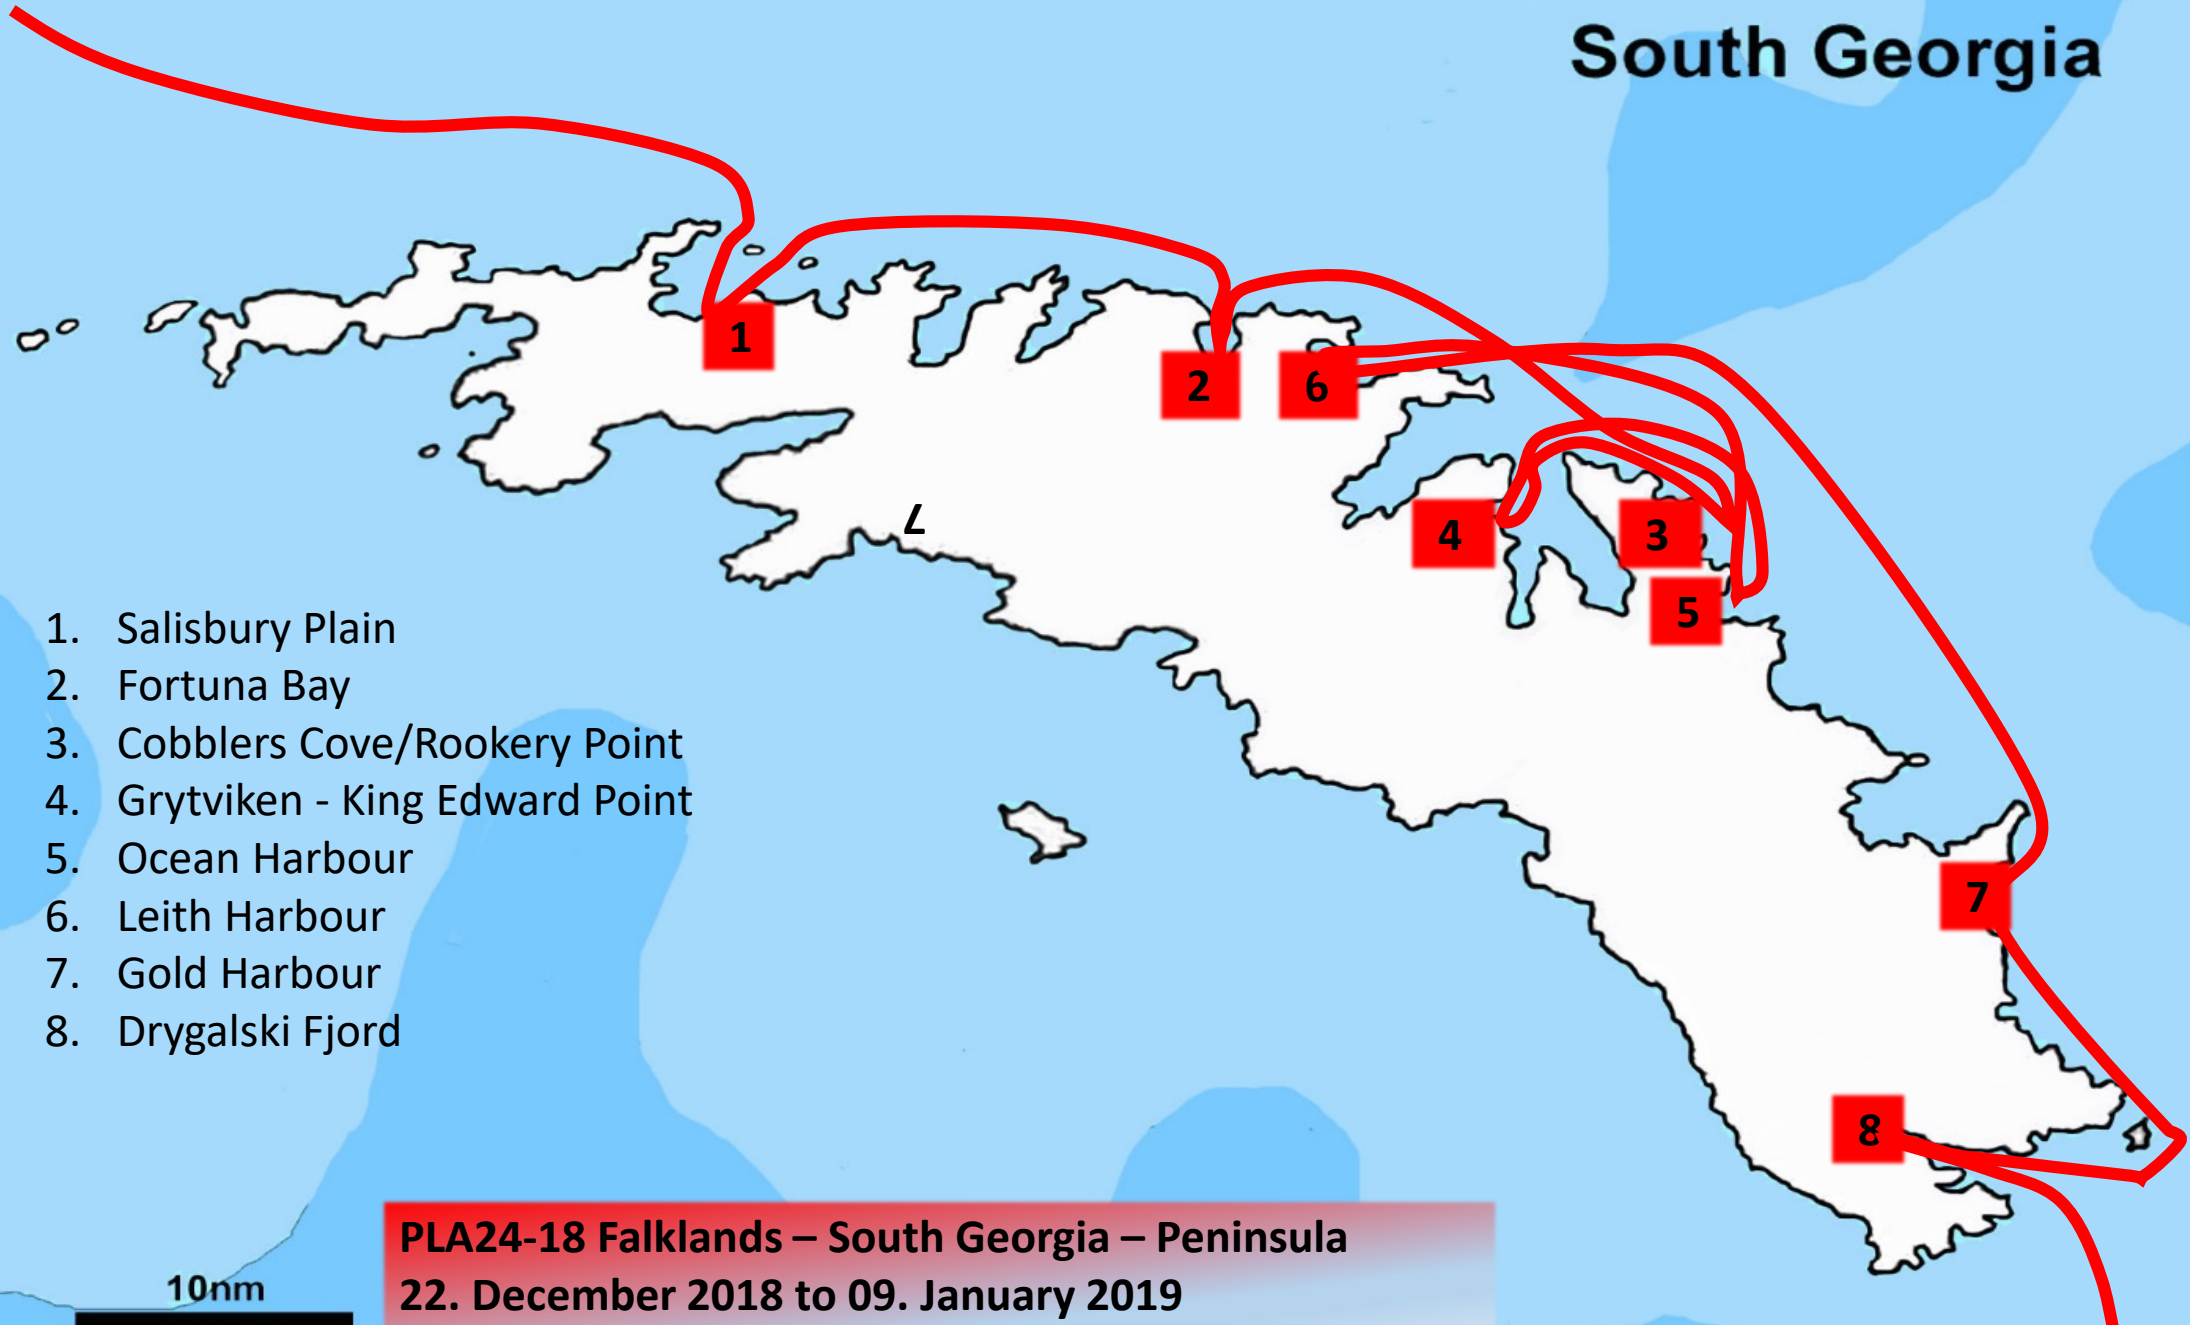 South Georgia
1
2
6
4
3
5
7
7
8
1. Salisbury Plain
2. Fortuna Bay
3. Cobblers Cove/Rookery Point
4. Grytviken - King Edward Point
5. Ocean Harbour
6. Leith Harbour
7. Gold Harbour
8. Drygalski Fjord
PLA24-18 Falklands – South Georgia – Peninsula
22. December 2018 to 09. January 2019
10nm